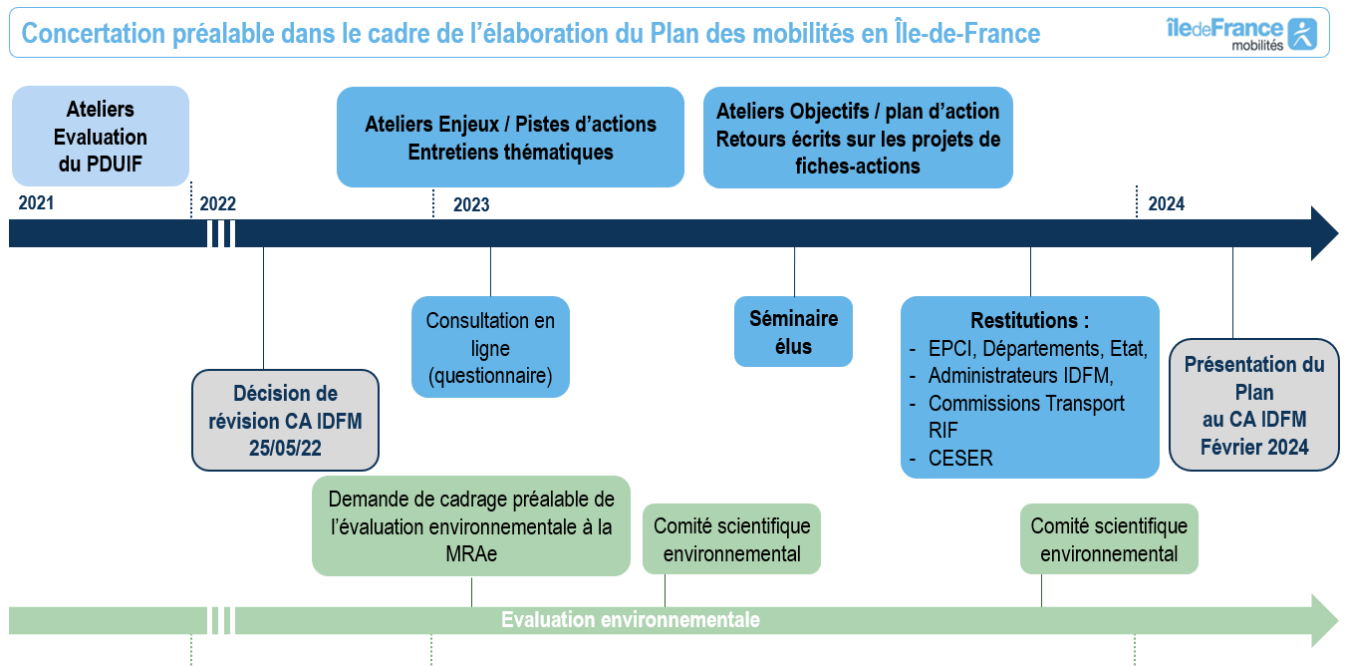 Concertation préalable dans le cadre de l’élaboration du Plan des mobilités en Île-de-France
îledeFrance
mobilités
Ateliers
Evaluation
du PDUIF
Ateliers Enjeux / Pistes d’actions
Entretiens thématiques
Ateliers Objectifs / plan d’action
Retours écrits sur les projets de
fiches-actions
2021
2022
2023
2024
Consultation en
ligne
(questionnaire)
Séminaire
élus
Restitutions :
- EPCI, Départements, Etat,
- Administrateurs IDFM,
- Commissions Transport
RIF
- CESER
Décision de
révision CA IDFM
25/05/22
Présentation du
Plan
au CA IDFM
Février 2024
Demande de cadrage préalable de
l’évaluation environnementale à la
MRAe
Comité scientifique
environnemental
Comité scientifique
environnemental
Evaluation environnementale